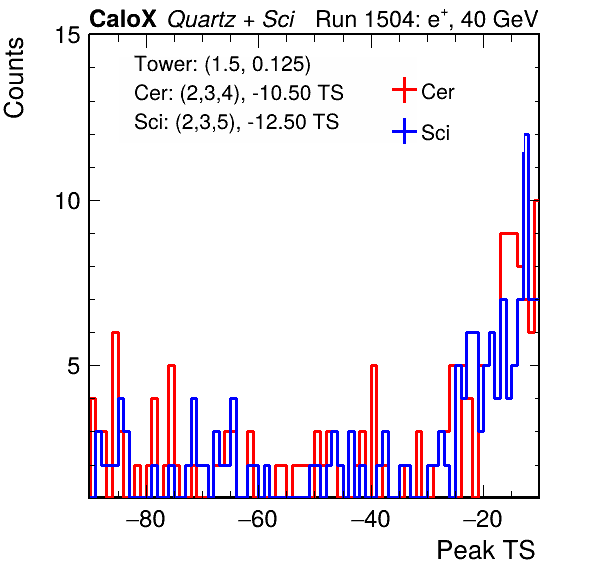 CaloX Quartz + Sci Run 1504: e+, 40 GeV
Counts
15
10
5
Tower: (1.5, 0.125)
Cer: (2,3,4), -10.50 TS
Sci: (2,3,5), -12.50 TS
Cer
Sci
−80 −60 −40 −20
Peak TS